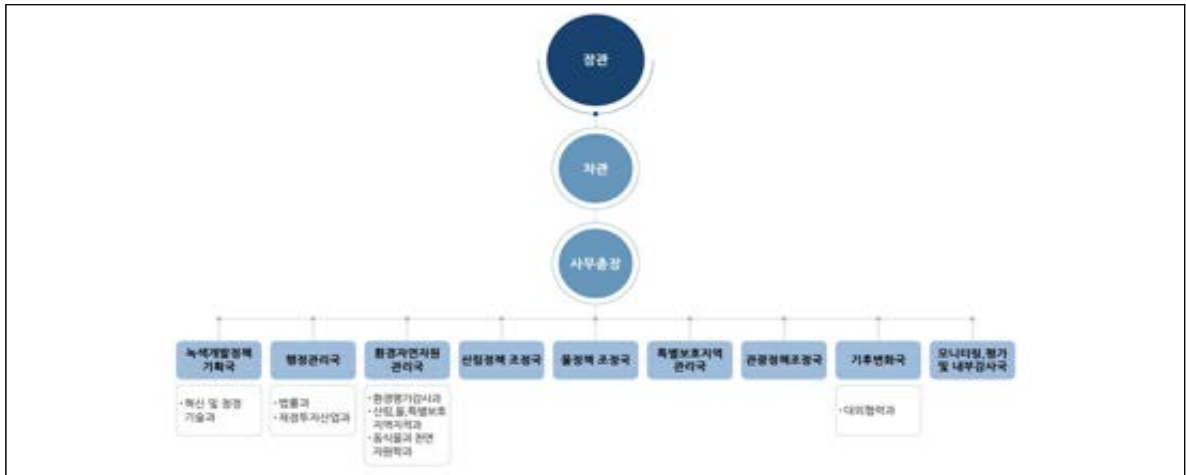 장관
차관
사무총장
녹색개발정책
기획국
행정관리국
환경자연자원
관리국
산림정책 조정국
물정책 조정국
특별보호지역
관리국
관광정책조정국
기후변화국
모니터링,평가
및 내부감사국
· 혁신 및 청정
기술과
· 법률과
· 재정투자산업과
· 환경평가감사과
· 산림,물,특별보호
지역지적과
· 동식물과 천연
자원학과
· 대외협력과